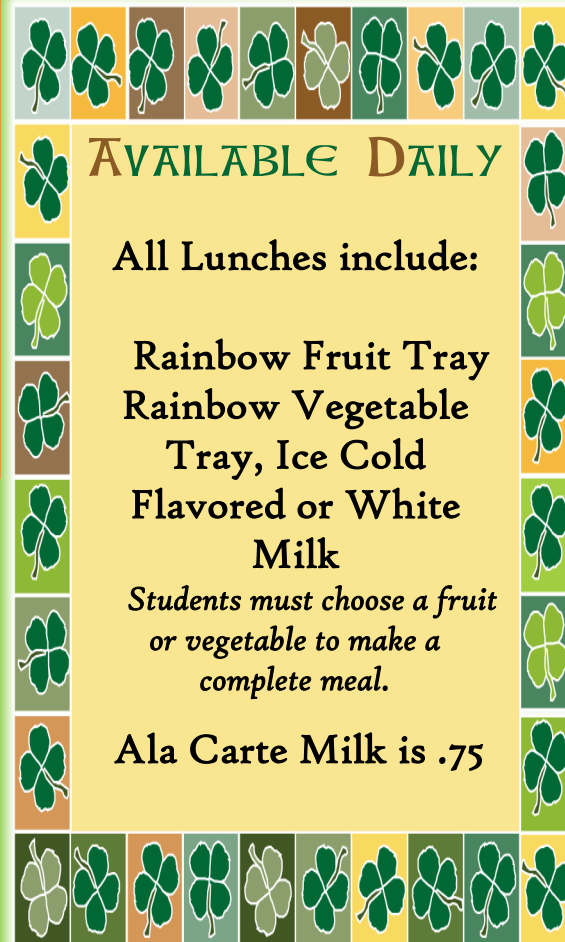 Available Daily
All Lunches include:
Rainbow Fruit Tray
Rainbow Vegetable
Tray, Ice Cold
Flavored or White
Milk
Students must choose a fruit
or vegetable to make a
complete meal.
Ala Carte Milk is .75